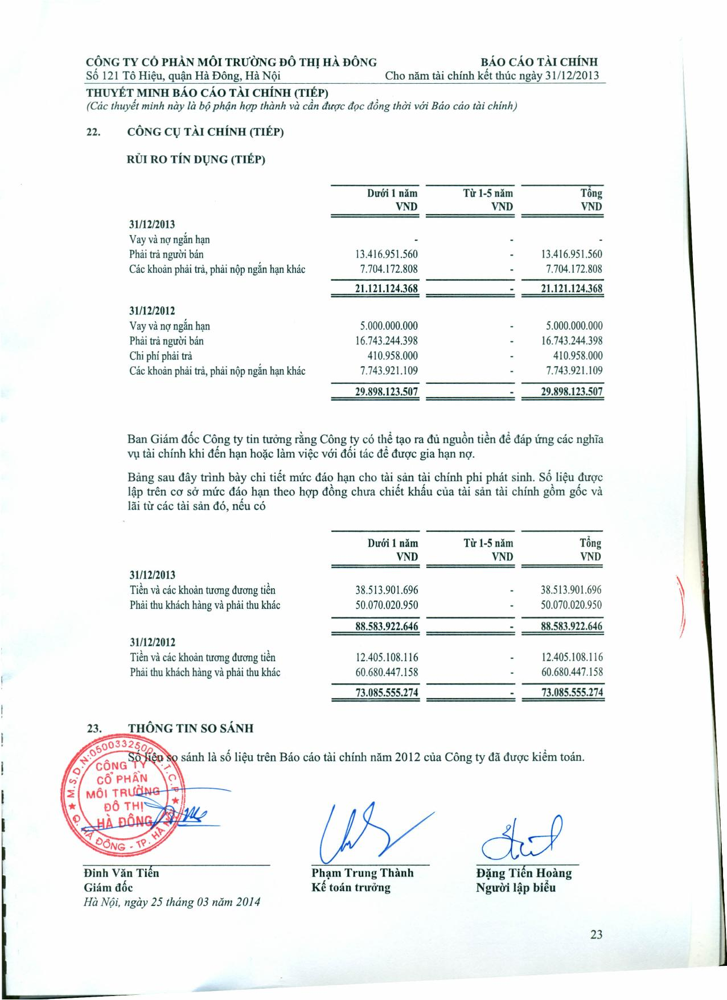 CÔNG TY CỔ PHẦN MÔI TRƯỜNG ĐÔ THỊ HÀ ĐÔNG BÁO CÁO TÀI CHÍNH
Số 121 Tô Hiệu, quận Hà Đông, Hà Nội Cho năm tài chính kết thúc ngày 31/12/2013
THUYẾT MINH BÁO CÁO TÀI CHÍNH (TIẾP)
(Các thuyết minh này là bộ phận hợp thành và cần được đọc đồng thời với Báo cáo tài chính)
22. CÔNG CỤ TÀI CHÍNH (TIẾP)
RỦI RO TÍN DỤNG (TIẾP)
Dưới 1 năm Từ 1-5 năm Tổng
VND VND VND
31/12/2013
Vay và nợ ngắn hạn - - -
Phải trả người bán 13.416.951.560 - 13.416.951.560
Các khoản phải trả, phải nộp ngắn hạn khác 7.704.172.808 - 7.704.172.808
21.121.124.368 - 21.121.124.368
31/12/2012
Vay và nợ ngắn hạn 5.000.000.000 - 5.000.000.000
Phải trả người bán 16.743.244.398 - 16.743.244.398
Chi phí phải trả 410.958.000 - 410.958.000
Các khoản phải trả, phải nộp ngắn hạn khác 7.743.921.109 - 7.743.921.109
29.898.123.507 - 29.898.123.507
Ban Giám đốc Công ty tin tưởng rằng Công ty có thể tạo ra đủ nguồn tiền để đáp ứng các nghĩa
vụ tài chính khi đến hạn hoặc làm việc với đối tác để được gia hạn nợ.
Bảng sau đây trình bày chi tiết mức đáo hạn cho tài sản tài chính phi phát sinh. Số liệu được
lập trên cơ sở mức đáo hạn theo hợp đồng chưa chiết khấu của tài sản tài chính gồm gốc và
lãi từ các tài sản đó, nếu có
Dưới 1 năm Từ 1-5 năm Tổng
VND VND VND
31/12/2013
Tiền và các khoản tương đương tiền 38.513.901.696 - 38.513.901.696
Phải thu khách hàng và phải thu khác 50.070.020.950 - 50.070.020.950
88.583.922.646 - 88.583.922.646
31/12/2012
Tiền và các khoản tương đương tiền 12.405.108.116 - 12.405.108.116
Phải thu khách hàng và phải thu khác 60.680.447.158 - 60.680.447.158
73.085.555.274 - 73.085.555.274
23. THÔNG TIN SO SÁNH
Số liệu so sánh là số liệu trên Báo cáo tài chính năm 2012 của Công ty đã được kiểm toán.
M.S.D.N:0500332500 C.T.C.P
CÔNG TY
CỔ PHẦN
MÔI TRƯỜNG
ĐÔ THỊ
HÀ ĐÔNG
Q. HÀ ĐÔNG - TP. HÀ NỘI
Đinh Văn Tiến Phạm Trung Thành Đặng Tiến Hoàng
Giám đốc Kế toán trưởng Người lập biểu
Hà Nội, ngày 25 tháng 03 năm 2014
23